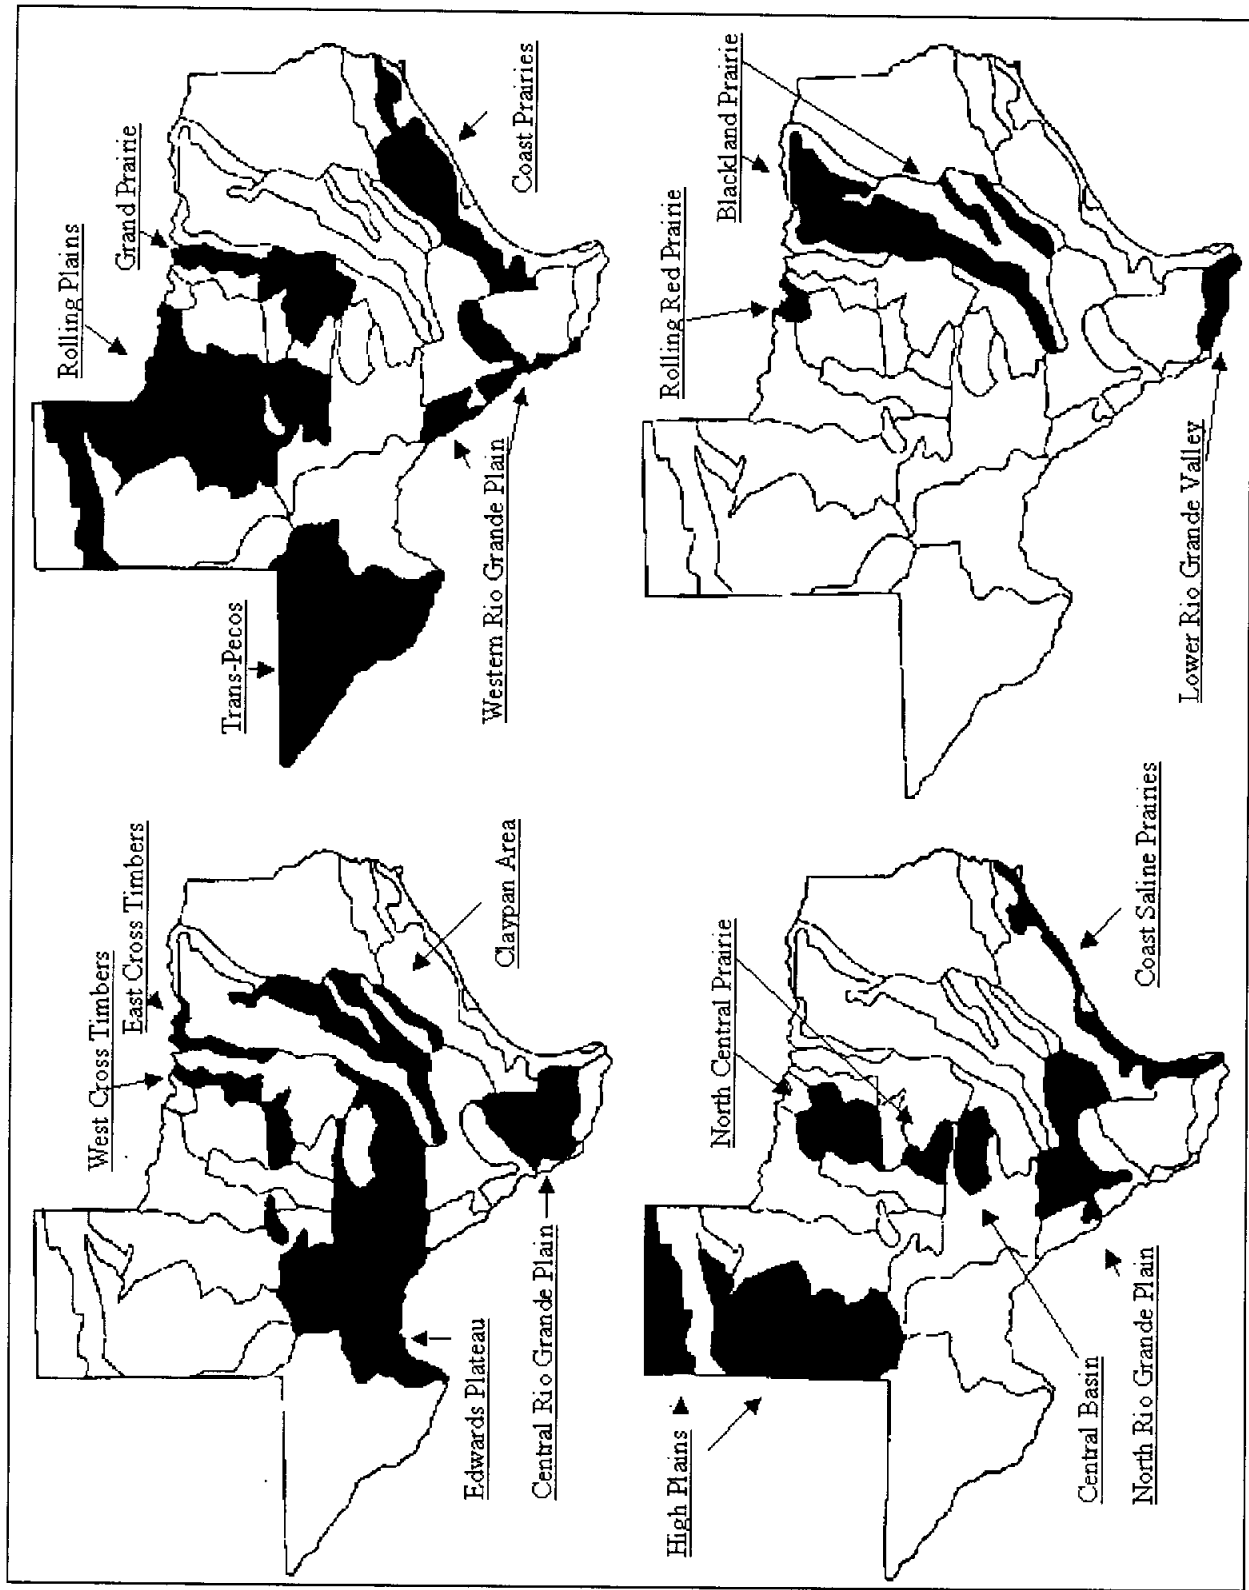 West Cross Timbers
East Cross Timbers
Claypan Area
Edwards Plateau
Central Rio Grande Plain
Rolling Plains
Grand Prairie
Coast Prairies
Trans-Pecos
Western Rio Grande Plain
High Plains
North Central Prairie
Coast Saline Prairies
Central Basin
North Rio Grande Plain
Rolling Red Prairie
Blackland Prairie
Lower Rio Grande Valley